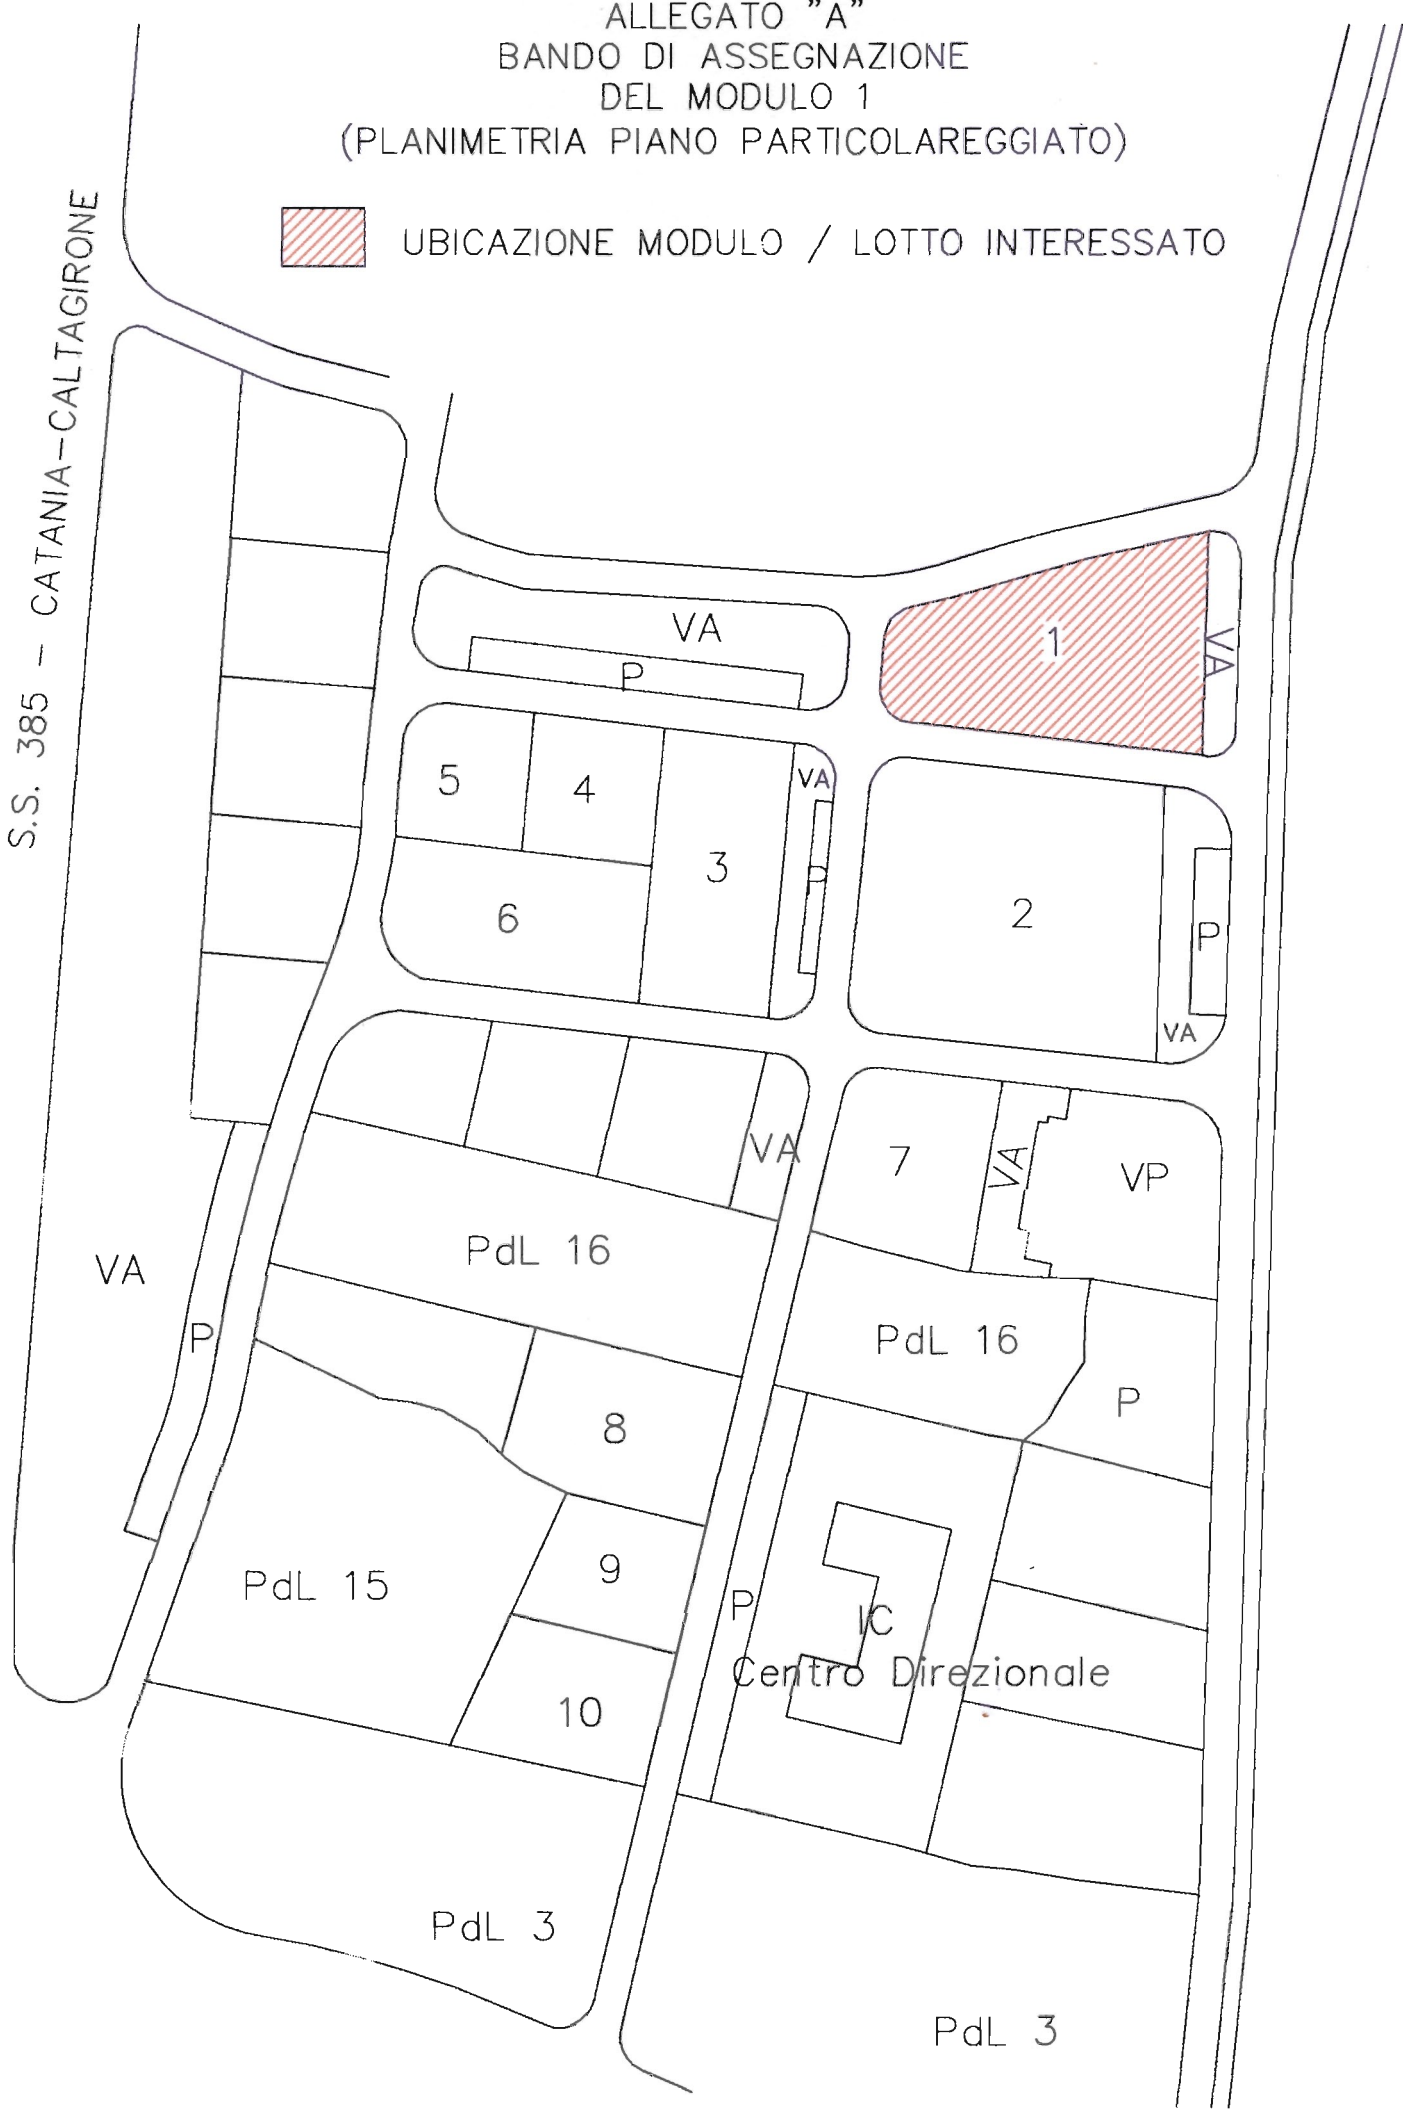 ALLEGATO "A"
BANDO DI ASSEGNAZIONE
DEL MODULO 1
(PLANIMETRIA PIANO PARTICOLAREGGIATO)
UBICAZIONE MODULO / LOTTO INTERESSATO
S.S. 385 - CATANIA-CALTAGIRONE
VA
P
1
VA
5
4
3
VA
P
6
2
P
VA
VA
7
VA
VP
PdL 16
VA
P
PdL 16
P
8
9
PdL 15
P
IC
Centro Direzionale
10
PdL 3
PdL 3